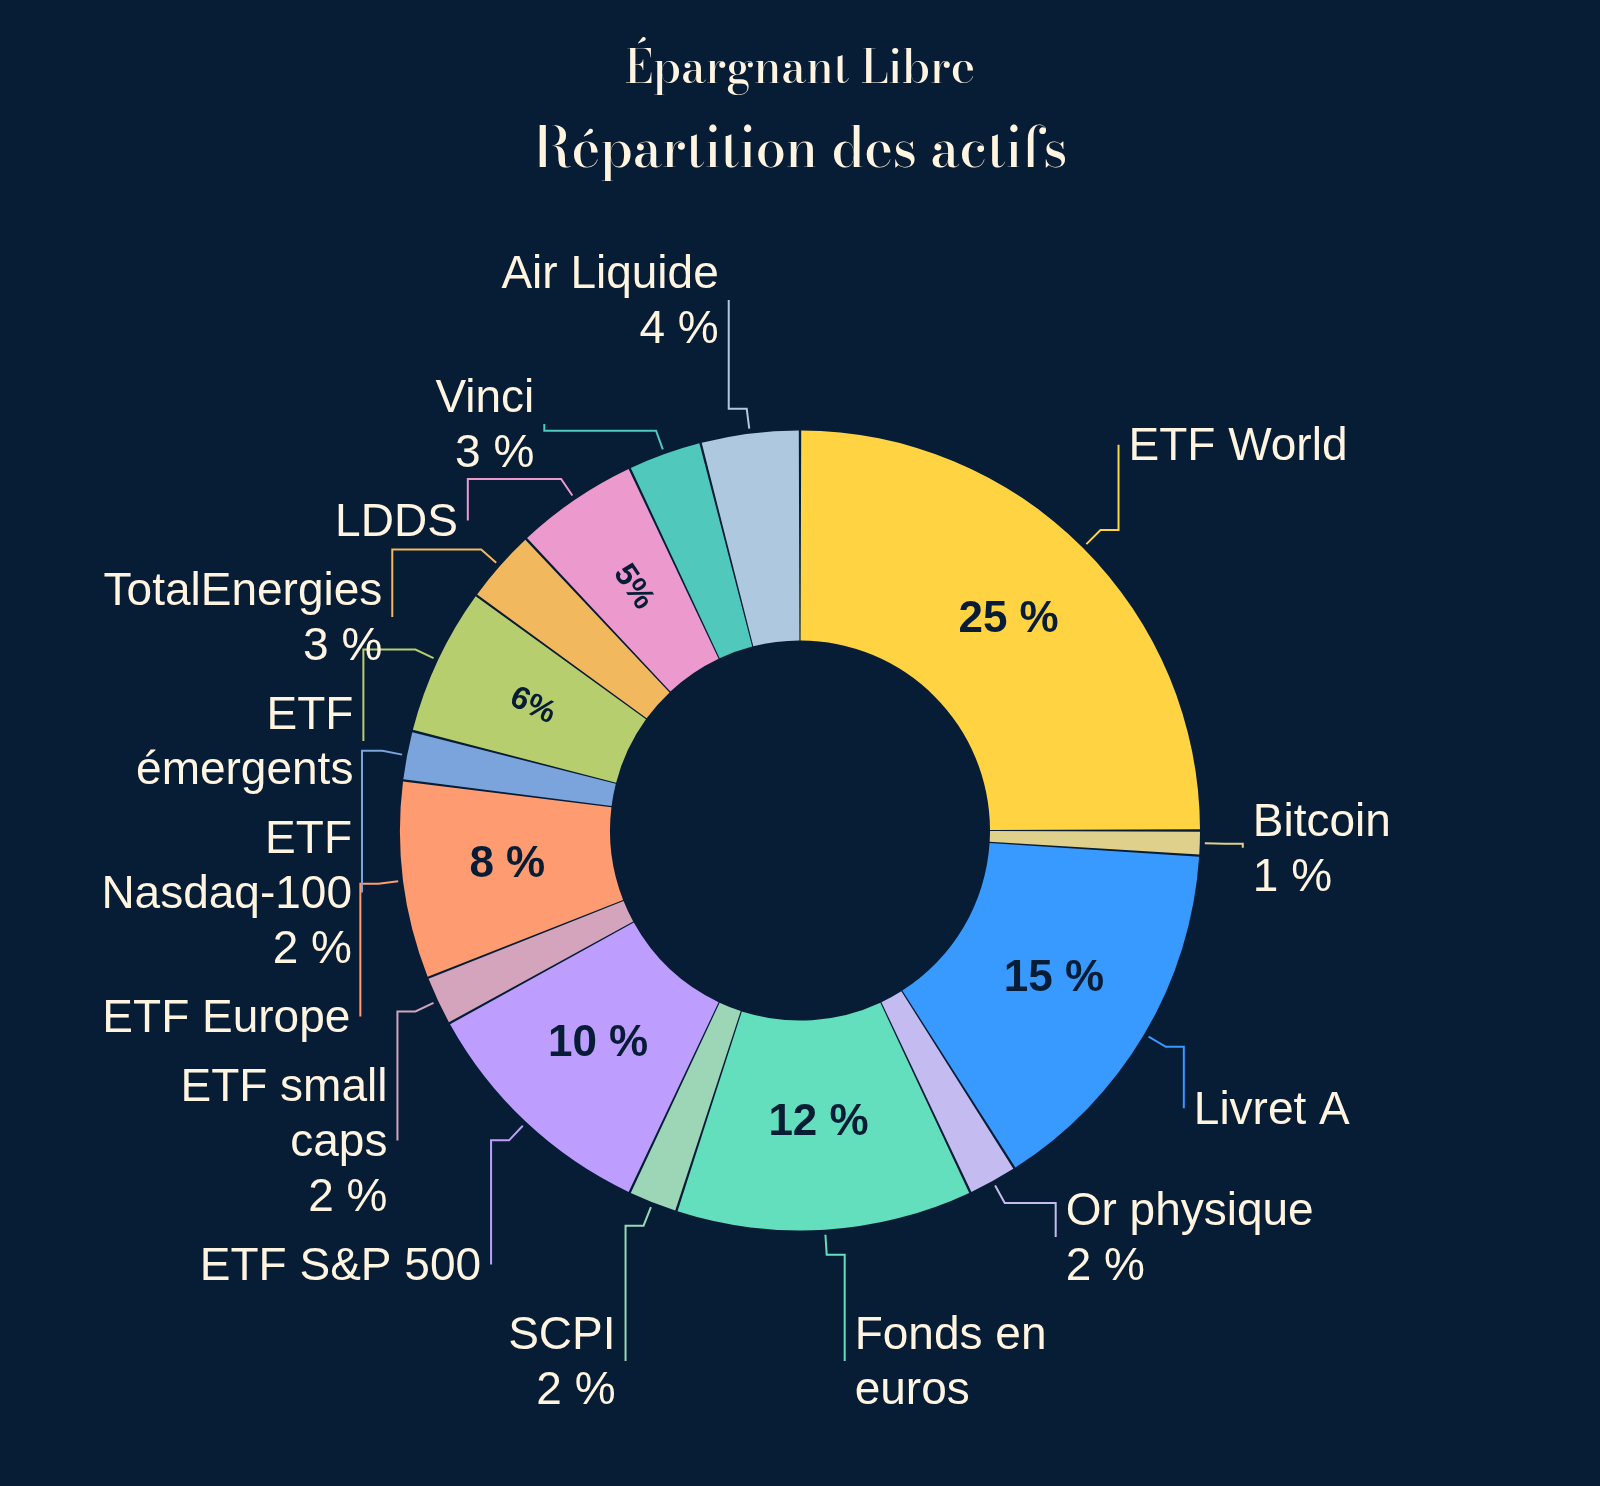 Épargnant Libre
Répartition des actifs
Air Liquide
4 %
Vinci
3 %
LDDS
5%
TotalEnergies
3 %
ETF
émergents
6%
ETF
Nasdaq-100
2 %
ETF Europe
8 %
ETF small
caps
2 %
ETF S&P 500
10 %
SCPI
2 %
Fonds en
euros
12 %
Or physique
2 %
Livret A
15 %
Bitcoin
1 %
ETF World
25 %